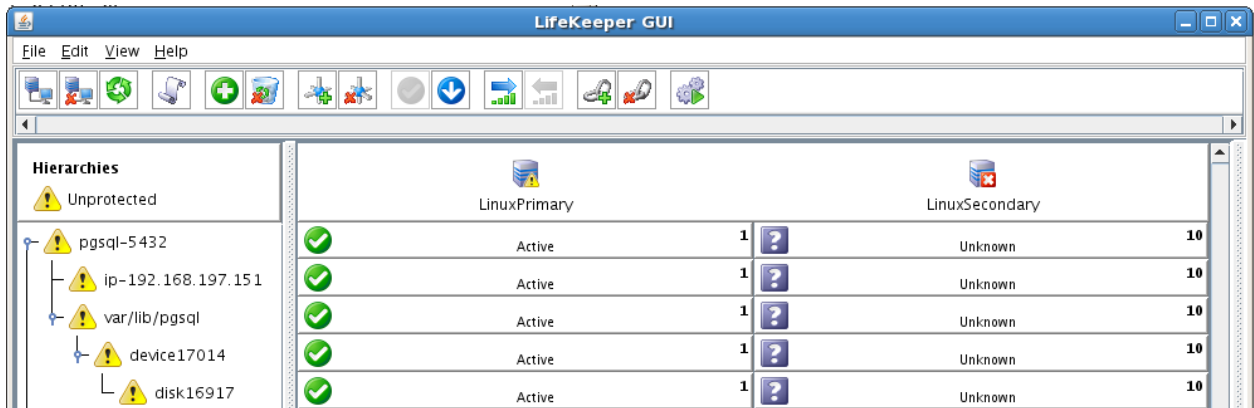 LifeKeeper GUI
File Edit View Help
Hierarchies
Unprotected
LinuxPrimary
LinuxSecondary
pgsql-5432
Active 1
? Unknown 10
ip-192.168.197.151
Active 1
? Unknown 10
var/lib/pgsql
Active 1
? Unknown 10
device17014
Active 1
? Unknown 10
disk16917
Active 1
? Unknown 10